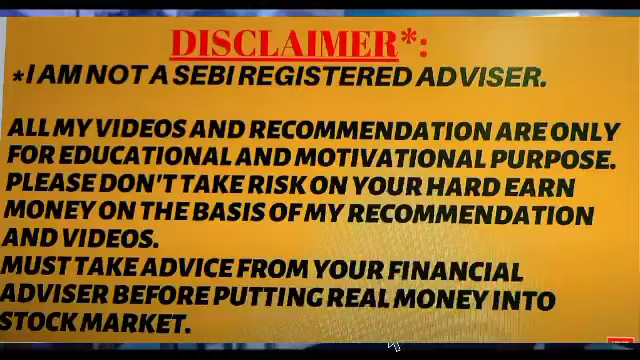 DISCLAIMER*:
*I AM NOT A SEBI REGISTERED ADVISER.
ALL MY VIDEOS AND RECOMMENDATION ARE ONLY
FOR EDUCATIONAL AND MOTIVATIONAL PURPOSE.
PLEASE DON'T TAKE RISK ON YOUR HARD EARN
MONEY ON THE BASIS OF MY RECOMMENDATION
AND VIDEOS.
MUST TAKE ADVICE FROM YOUR FINANCIAL
ADVISER BEFORE PUTTING REAL MONEY INTO
STOCK MARKET.